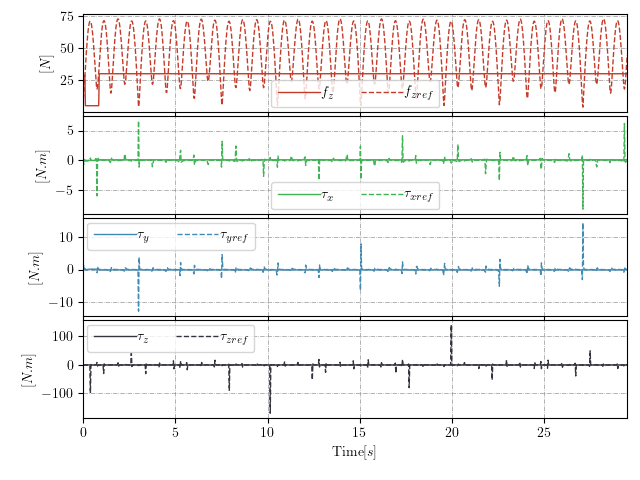 75
50
25
[N]
f_z f_zref
5
0
−5
[N.m]
τ_x τ_xref
10
0
−10
[N.m]
τ_y τ_yref
100
0
−100
[N.m]
τ_z τ_zref
0 5 10 15 20 25
Time[s]